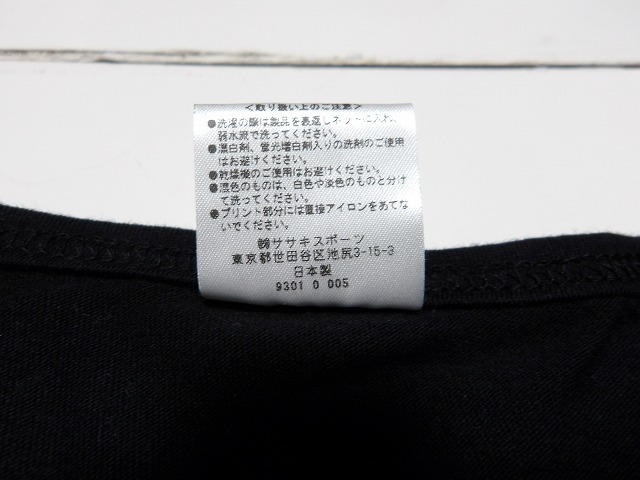 <取り扱い上のご注意>
●洗濯の際は製品を裏返しネットに入れ、
弱水流で洗ってください。
●漂白剤、蛍光増白剤入りの洗剤のご使用
はお避けください。
●乾燥機のご使用はお避けください。
●濃色のものは、白色や淡色のものと分け
て洗ってください。
●プリント部分には直接アイロンをあてな
いでください。
㈱ササキスポーツ
東京都世田谷区池尻3-15-3
日本製
9301 0 005